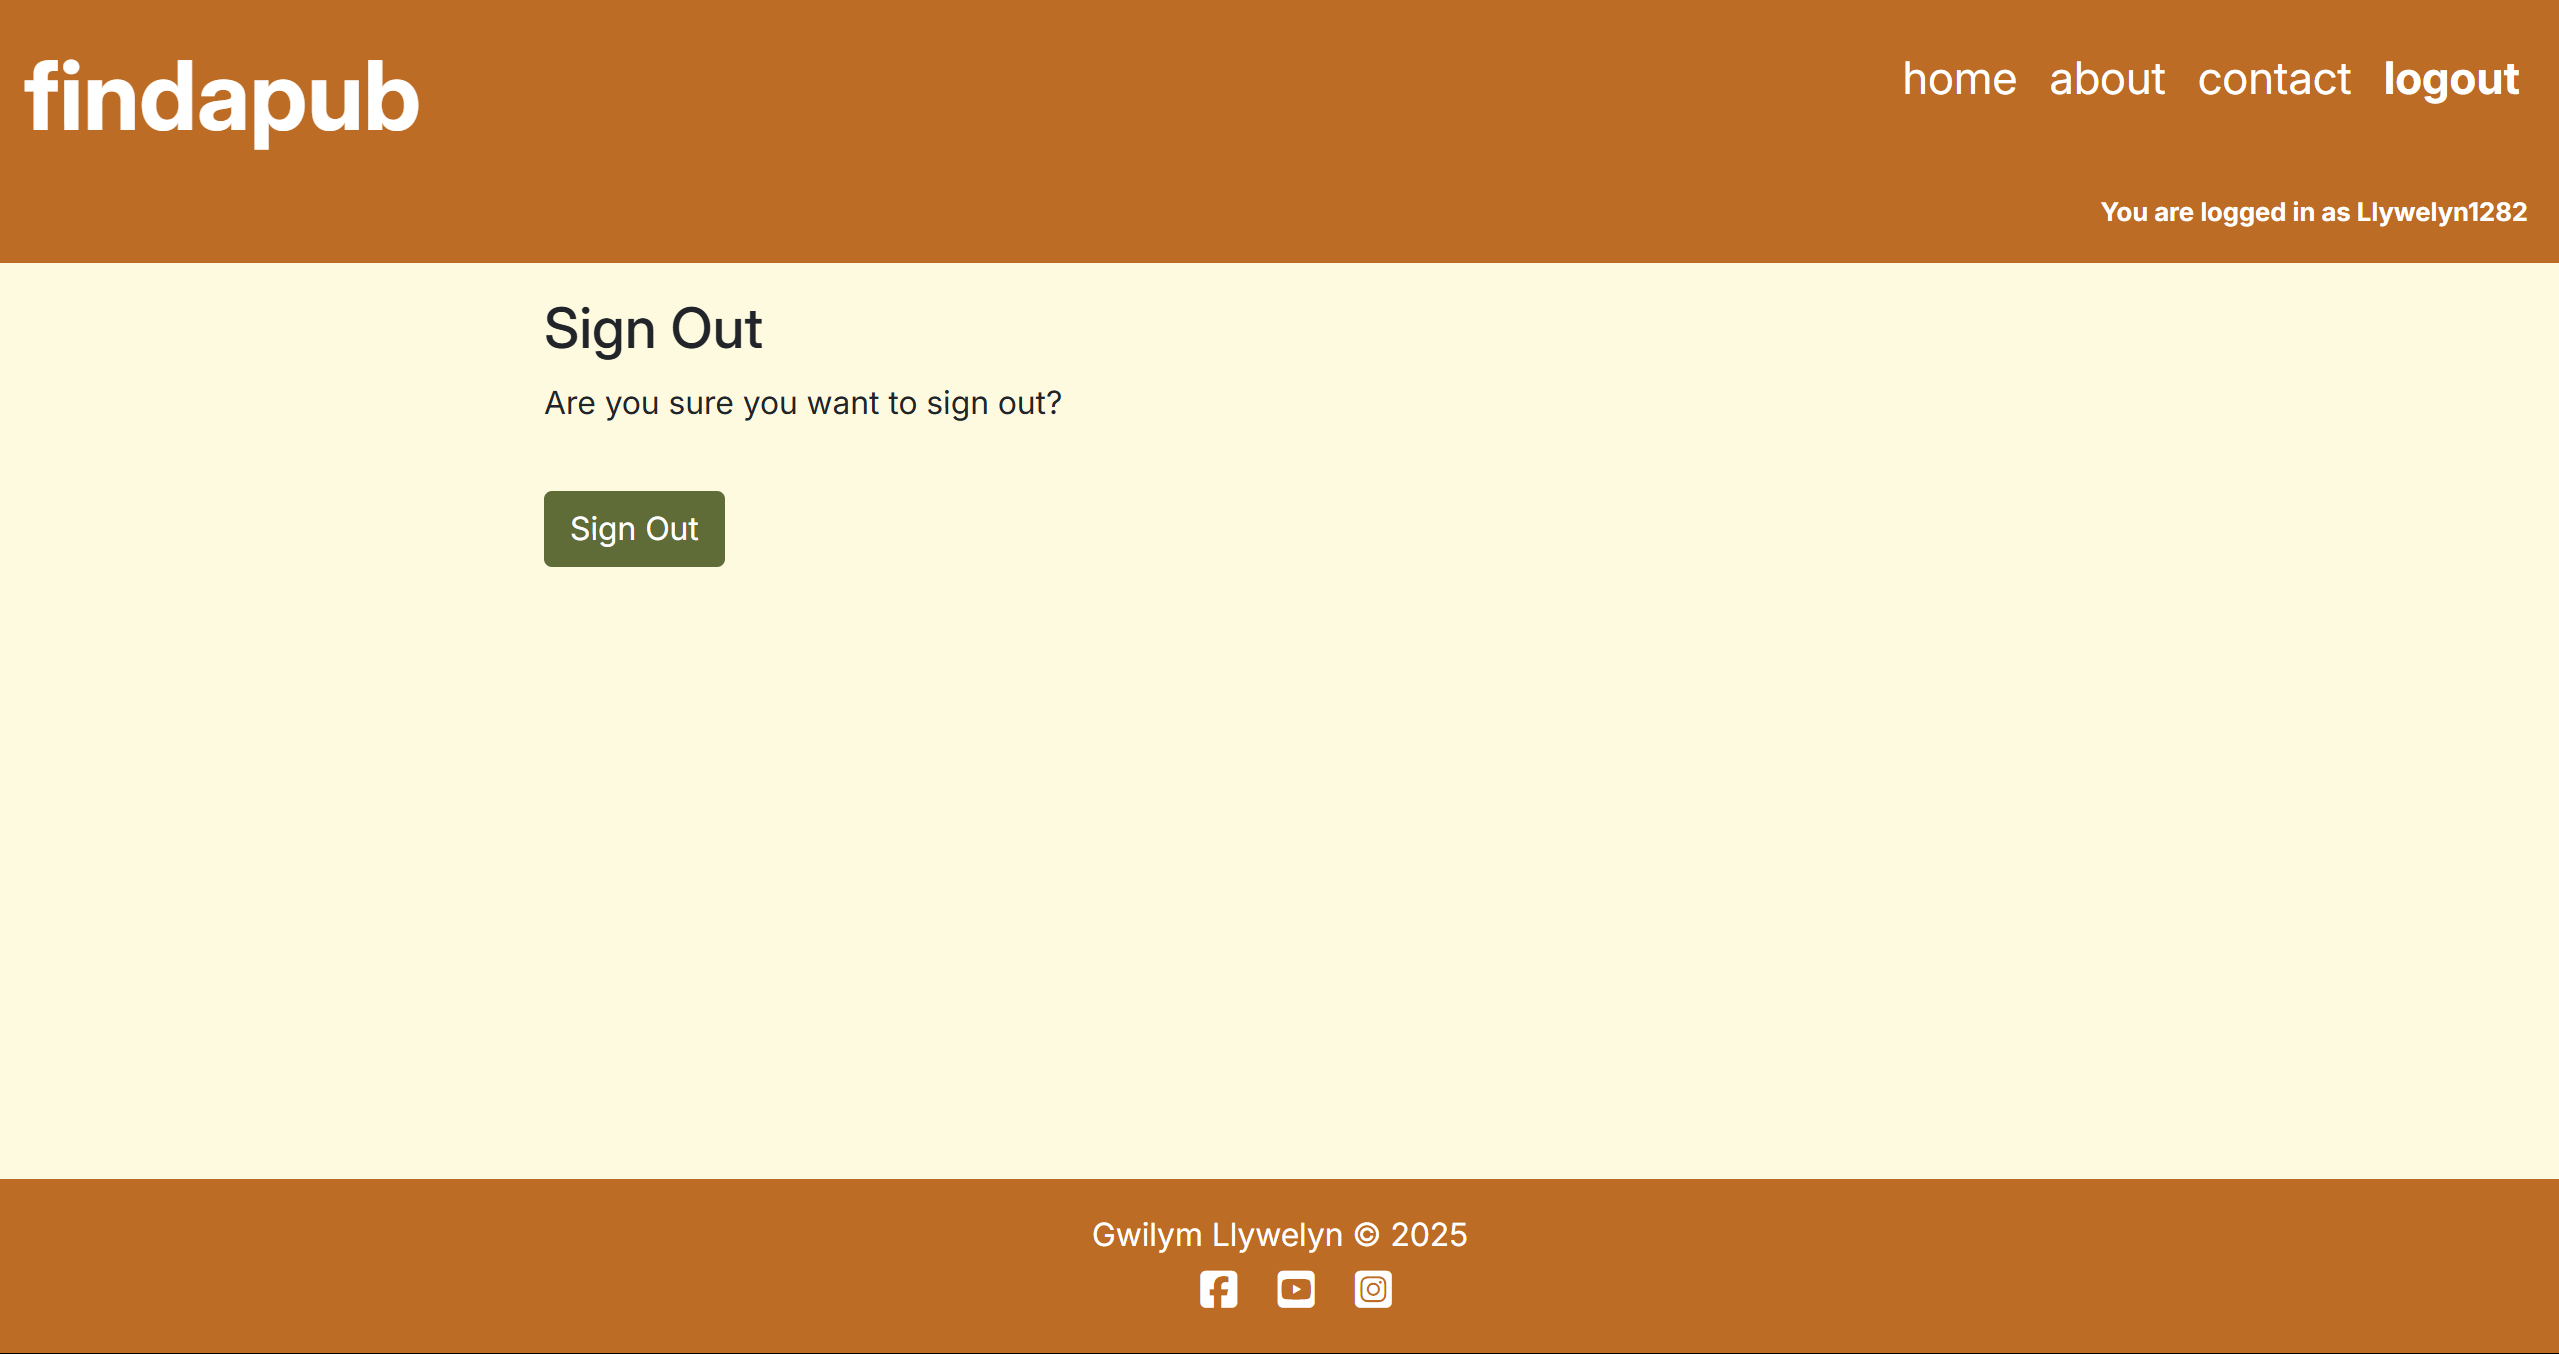 findapub
home about contact logout
You are logged in as Llywelyn1282
Sign Out
Are you sure you want to sign out?
Sign Out
Gwilym Llywelyn © 2025